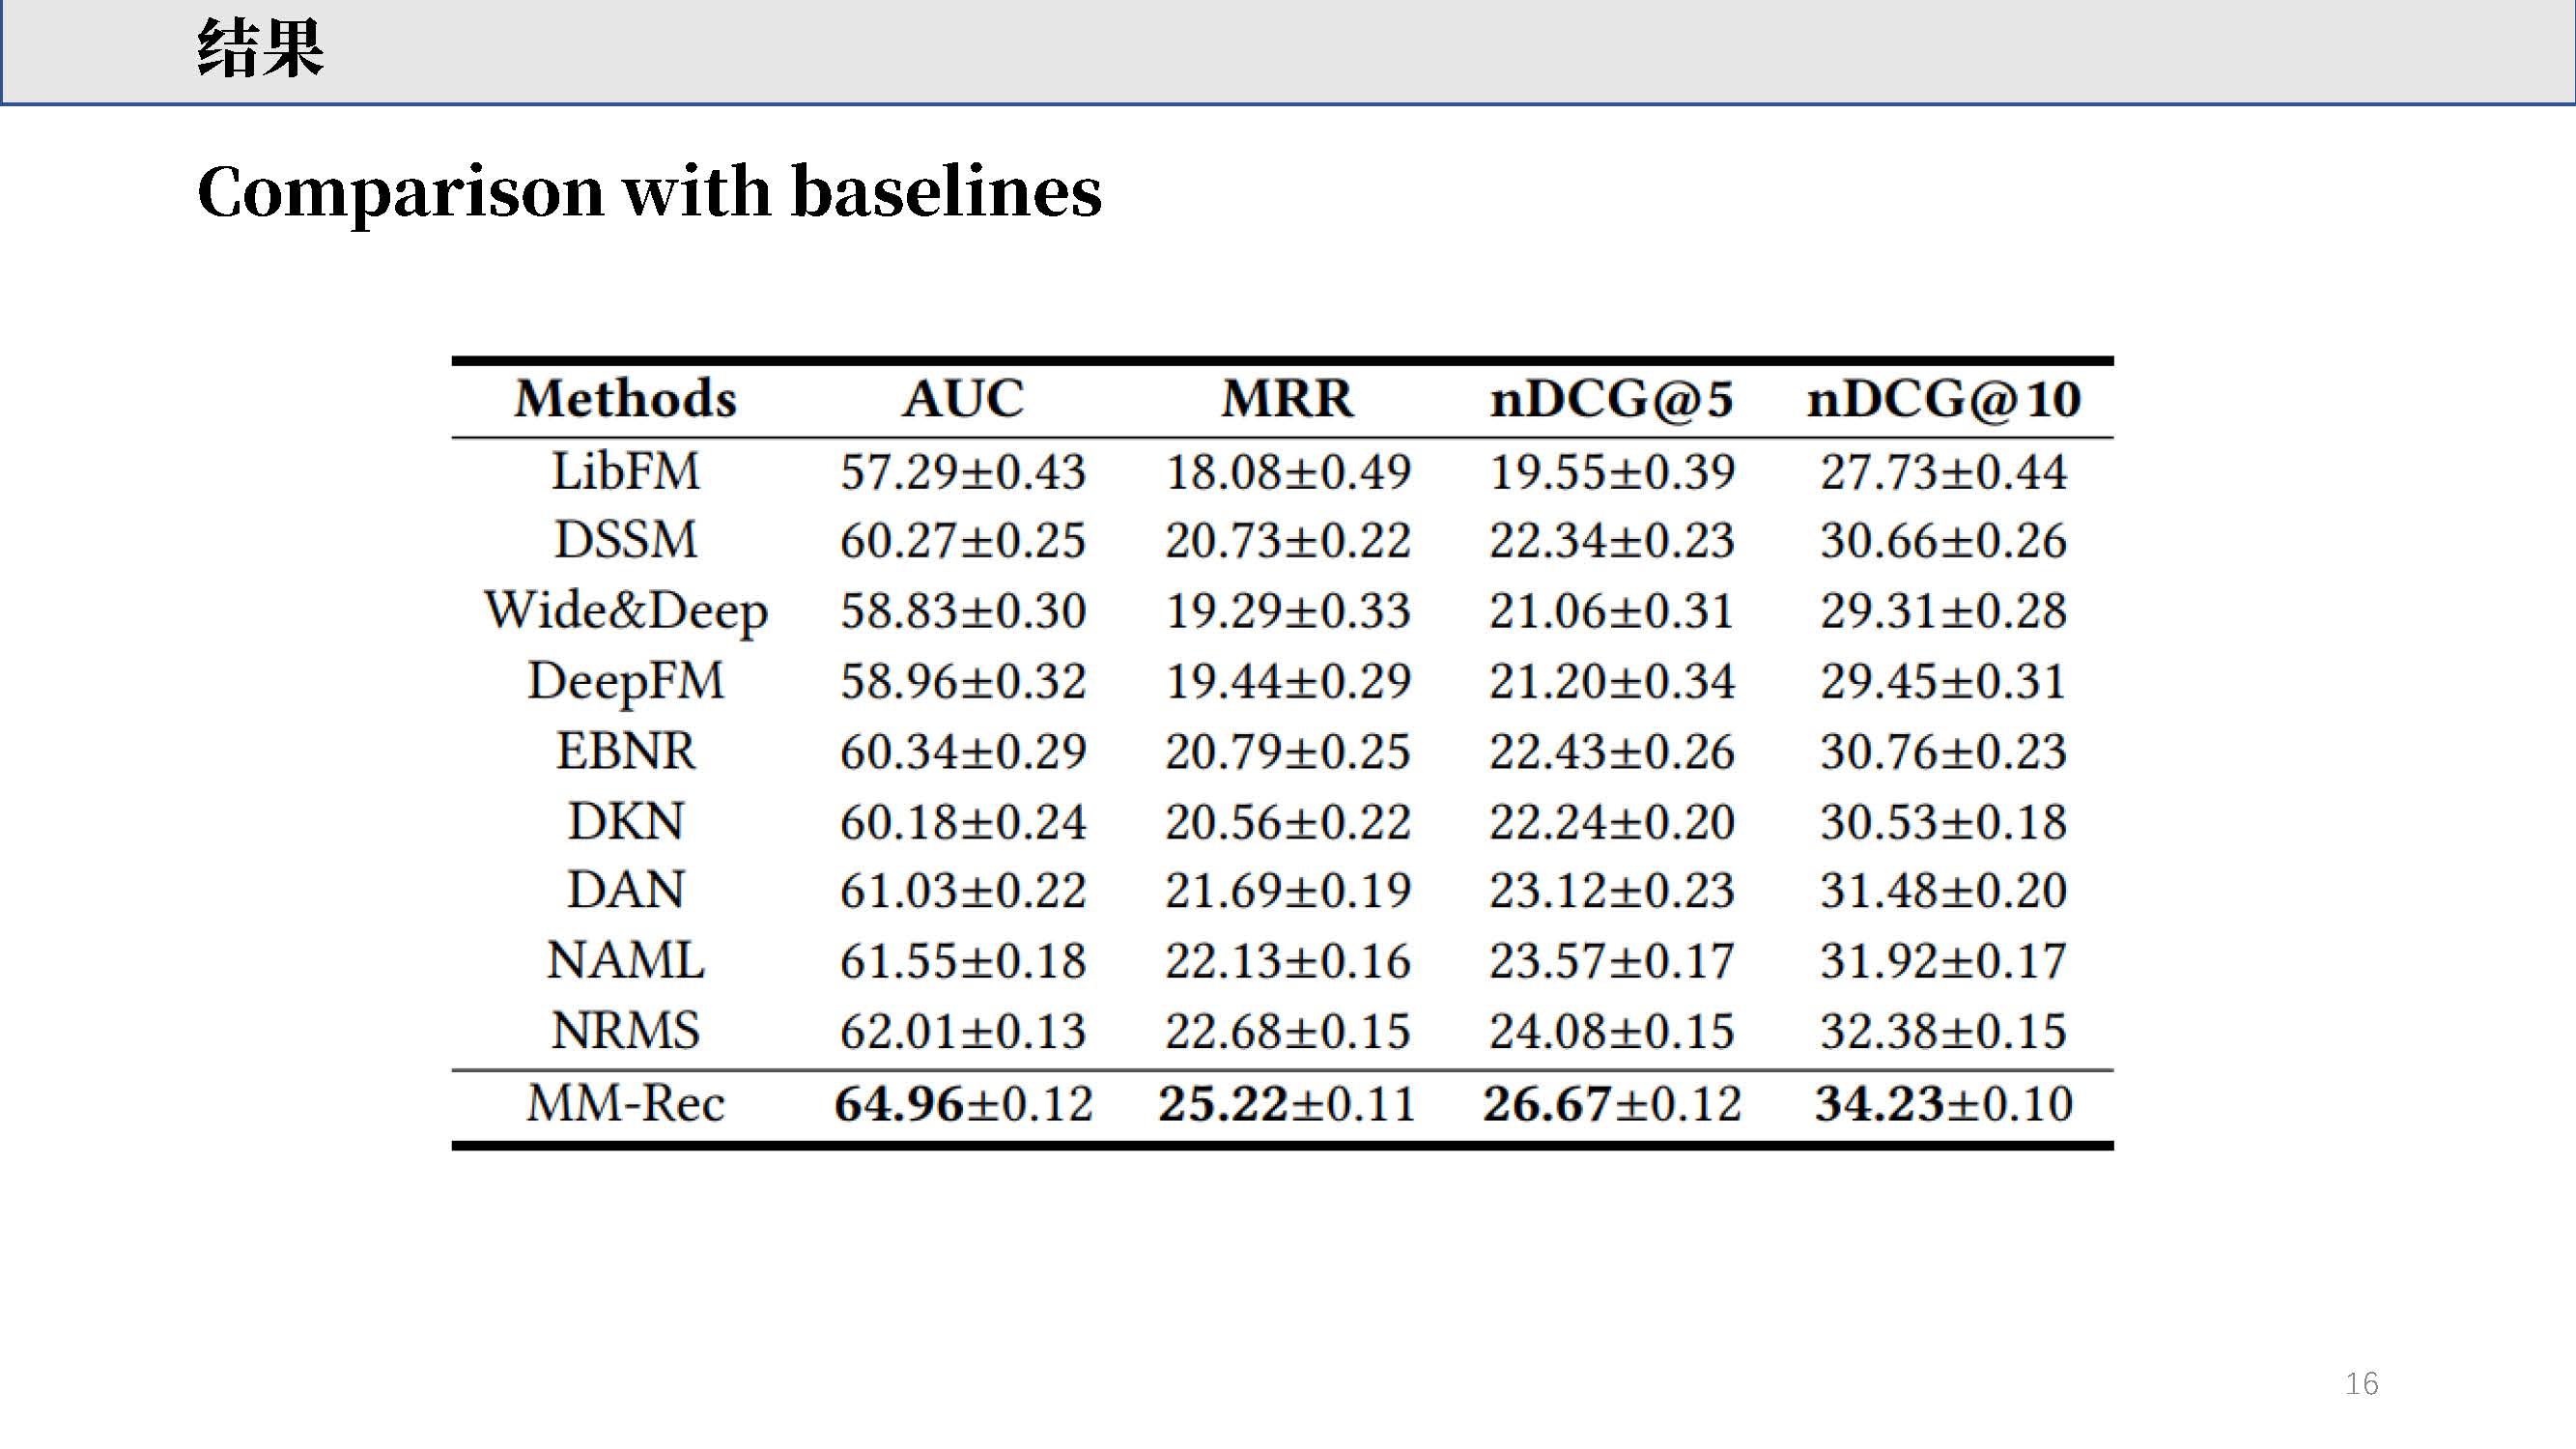 结果
Comparison with baselines
Methods AUC MRR nDCG@5 nDCG@10
LibFM 57.29±0.43 18.08±0.49 19.55±0.39 27.73±0.44
DSSM 60.27±0.25 20.73±0.22 22.34±0.23 30.66±0.26
Wide&Deep 58.83±0.30 19.29±0.33 21.06±0.31 29.31±0.28
DeepFM 58.96±0.32 19.44±0.29 21.20±0.34 29.45±0.31
EBNR 60.34±0.29 20.79±0.25 22.43±0.26 30.76±0.23
DKN 60.18±0.24 20.56±0.22 22.24±0.20 30.53±0.18
DAN 61.03±0.22 21.69±0.19 23.12±0.23 31.48±0.20
NAML 61.55±0.18 22.13±0.16 23.57±0.17 31.92±0.17
NRMS 62.01±0.13 22.68±0.15 24.08±0.15 32.38±0.15
MM-Rec 64.96±0.12 25.22±0.11 26.67±0.12 34.23±0.10
16